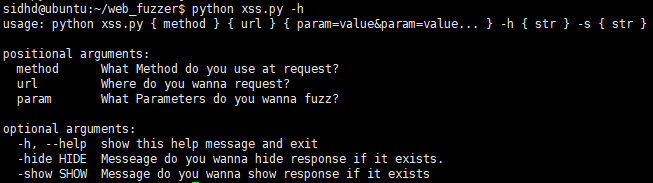 sidhd@ubuntu:~/web_fuzzer$ python xss.py -h
usage: python xss.py { method } { url } { param=value&param=value... } -h { str } -s { str }
positional arguments:
method What Method do you use at request?
url Where do you wanna request?
param What Parameters do you wanna fuzz?
optional arguments:
-h, --help show this help message and exit
-hide HIDE Messeage do you wanna hide response if it exists.
-show SHOW Messeage do you wanna show response if it exists